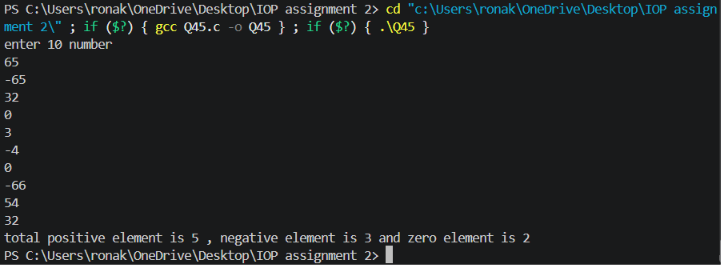 PS C:\Users\ronak\OneDrive\Desktop\IOP assignment 2> cd "c:\Users\ronak\OneDrive\Desktop\IOP assign
ment 2\" ; if ($?) { gcc Q45.c -o Q45 } ; if ($?) { .\Q45 }
enter 10 number
65
-65
32
0
3
-4
0
-66
54
32
total positive element is 5 , negative element is 3 and zero element is 2
PS C:\Users\ronak\OneDrive\Desktop\IOP assignment 2>